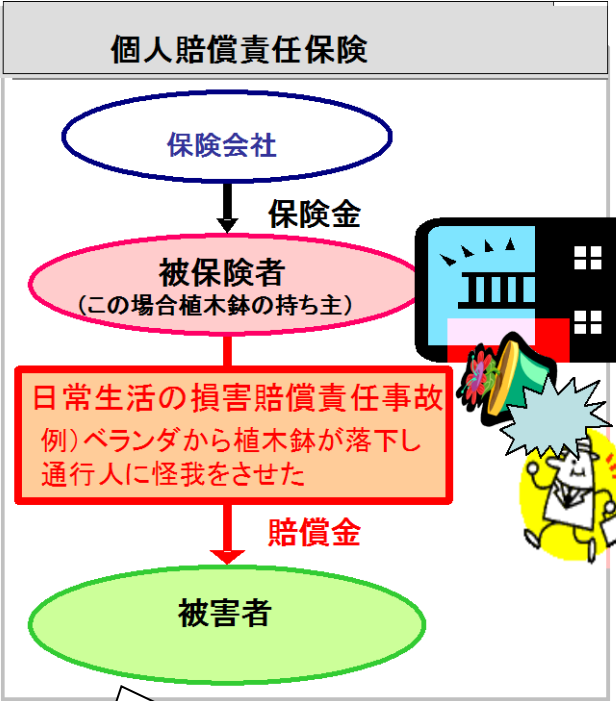 個人賠償責任保険
保険会社
保険金
被保険者
(この場合植木鉢の持ち主)
日常生活の損害賠償責任事故
例)ベランダから植木鉢が落下し
通行人に怪我をさせた
賠償金
被害者